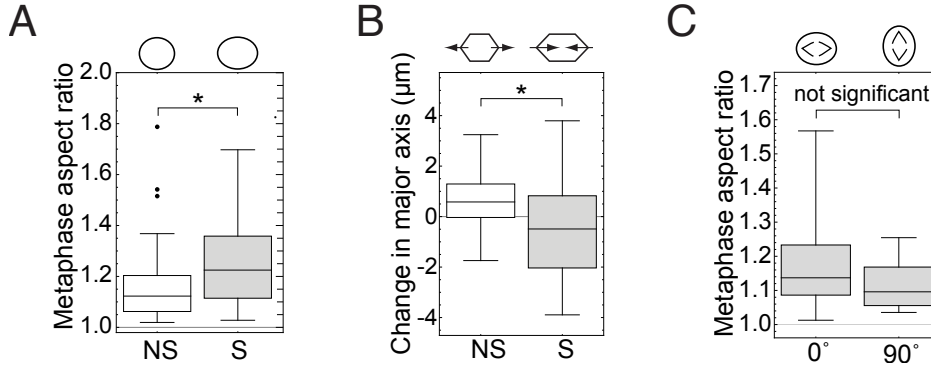 A
Metaphase aspect ratio
2.0
1.8
1.6
1.4
1.2
1.0
*
NS
S
B
Change in major axis (μm)
4
2
0
-2
-4
*
NS
S
C
Metaphase aspect ratio
1.7
1.6
1.5
1.4
1.3
1.2
1.1
1.0
not significant
0°
90°